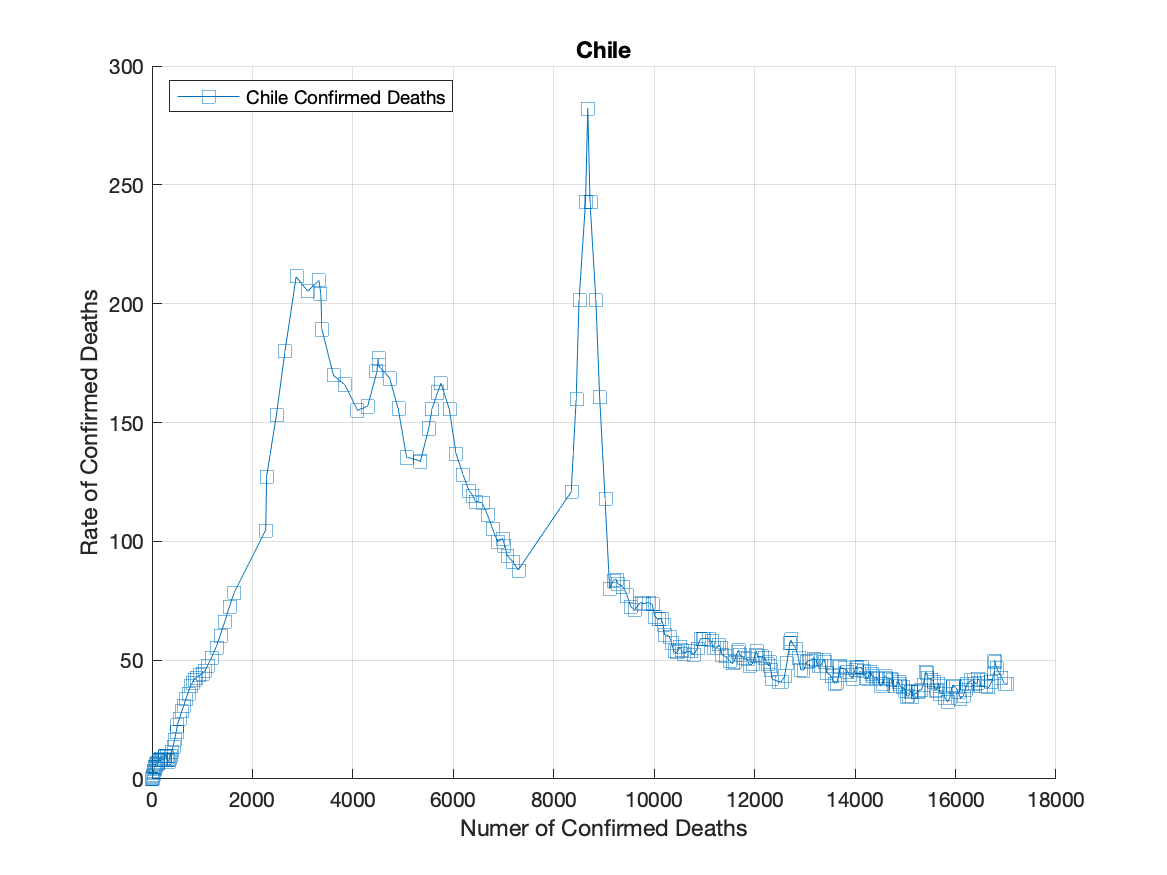 Chile
Chile Confirmed Deaths
300
250
200
150
100
50
0
Rate of Confirmed Deaths
0 2000 4000 6000 8000 10000 12000 14000 16000 18000
Numer of Confirmed Deaths